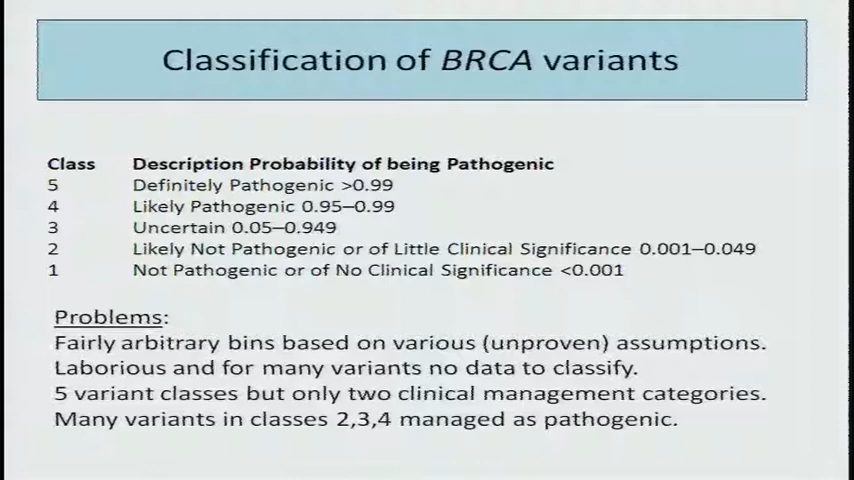 Classification of BRCA variants
Class Description Probability of being Pathogenic
5 Definitely Pathogenic >0.99
4 Likely Pathogenic 0.95–0.99
3 Uncertain 0.05–0.949
2 Likely Not Pathogenic or of Little Clinical Significance 0.001–0.049
1 Not Pathogenic or of No Clinical Significance <0.001
Problems:
Fairly arbitrary bins based on various (unproven) assumptions.
Laborious and for many variants no data to classify.
5 variant classes but only two clinical management categories.
Many variants in classes 2,3,4 managed as pathogenic.